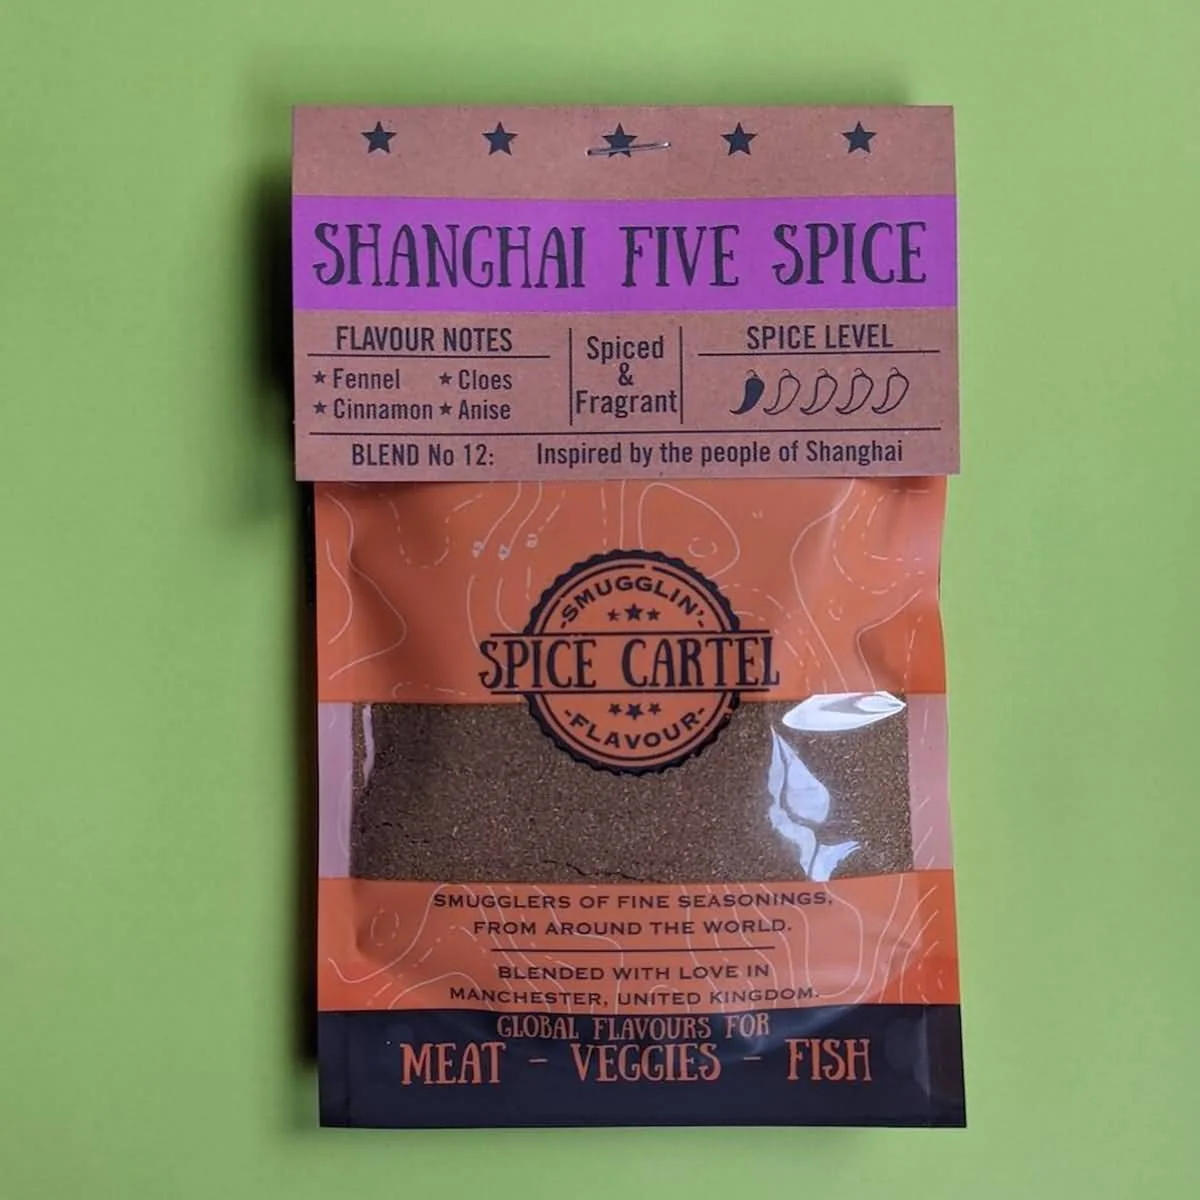 SHANGHAI FIVE SPICE
FLAVOUR NOTES
Fennel
Cloes
Cinnamon
Anise
Spiced
&
Fragrant
SPICE LEVEL
BLEND No 12:
Inspired by the people of Shanghai
-SMUGGLIN'-
SPICE CARTEL
-FLAVOUR-
SMUGGLERS OF FINE SEASONINGS,
FROM AROUND THE WORLD.
BLENDED WITH LOVE IN
MANCHESTER, UNITED KINGDOM.
GLOBAL FLAVOURS FOR
MEAT - VEGGIES - FISH